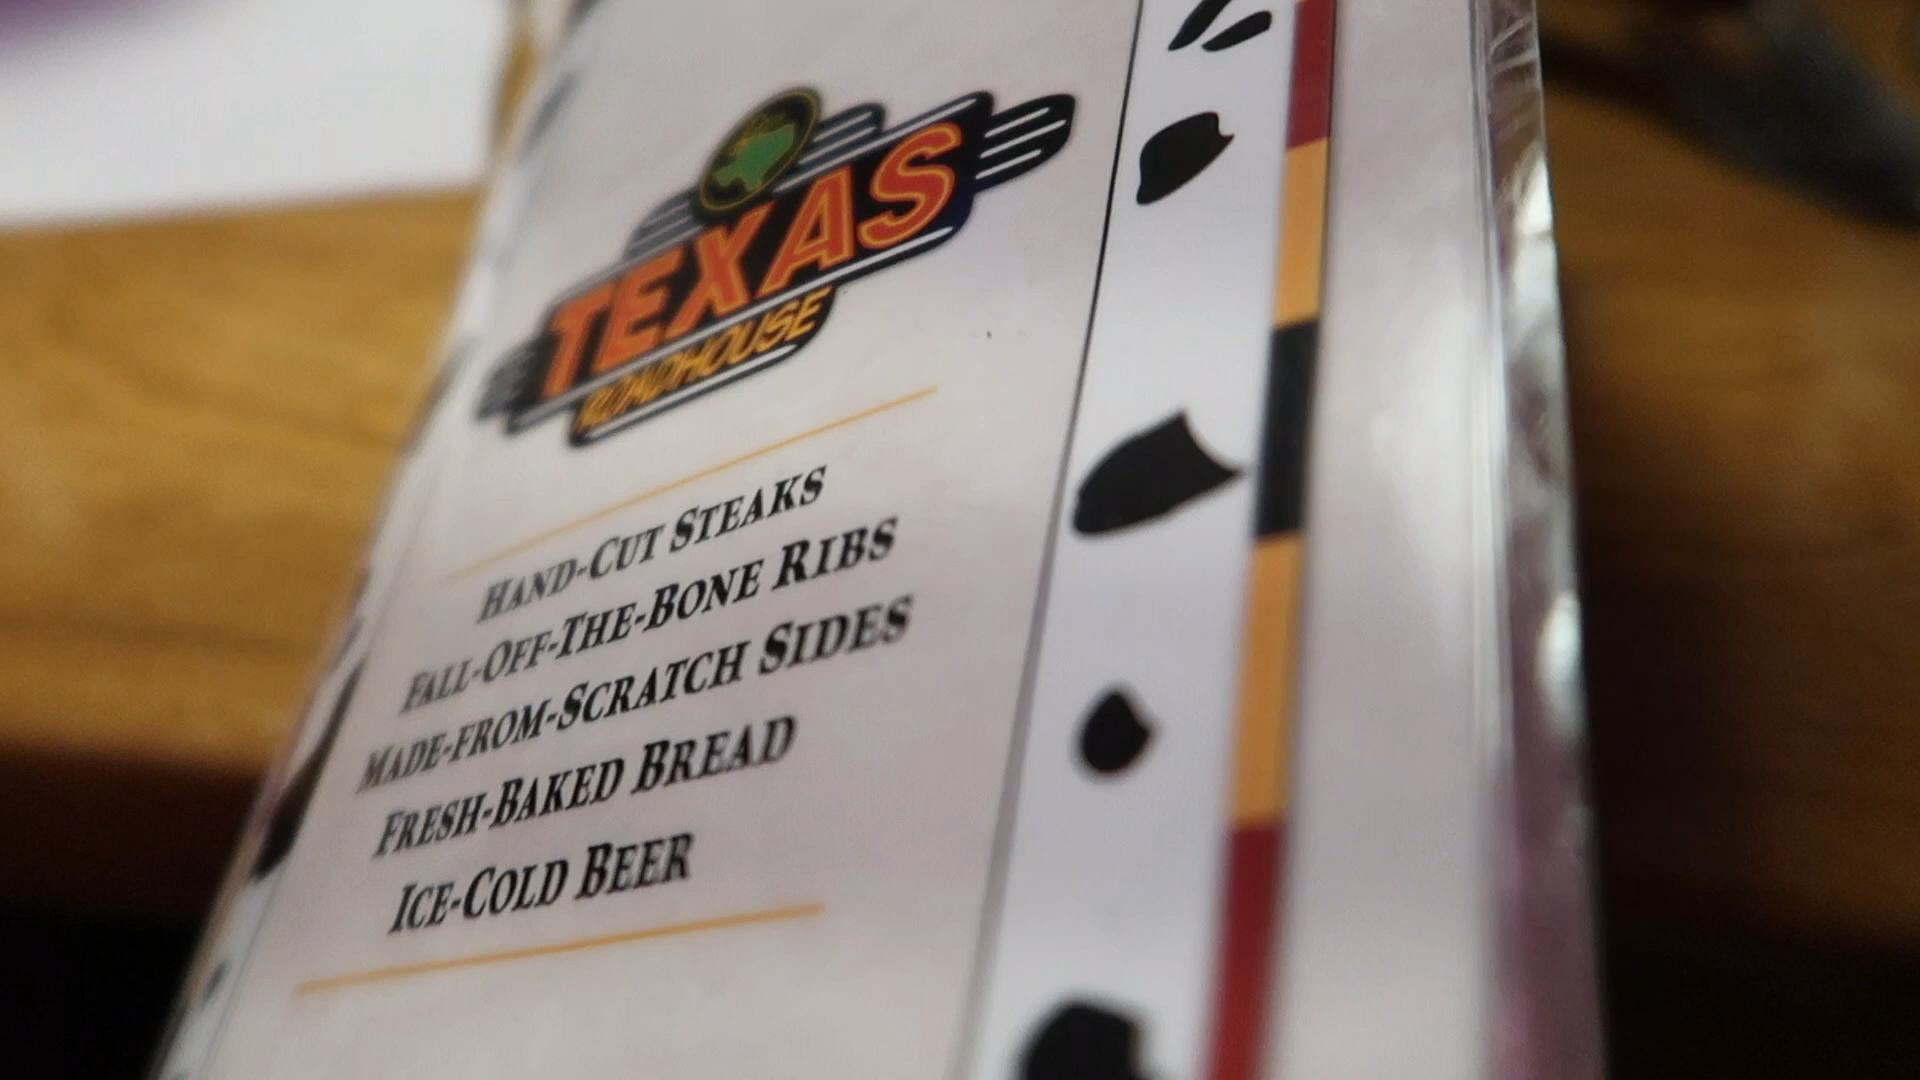 TEXAS
ROADHOUSE
HAND-CUT STEAKS
FALL-OFF-THE-BONE RIBS
MADE-FROM-SCRATCH SIDES
FRESH-BAKED BREAD
ICE-COLD BEER